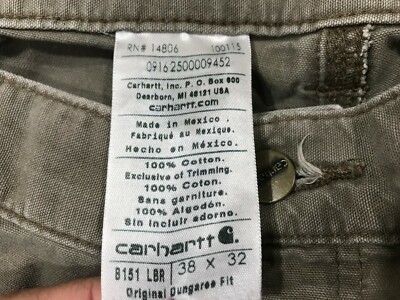 RN# 14806 100115
09162500009452
Carhartt, Inc. P. O. Box 600
Dearborn, MI 48121 USA
carhartt.com
Made in Mexico.
Fabriqué au Mexique.
Hecho en México.
100% Cotton.
Exclusive of Trimming.
100% Coton.
Sans garniture.
100% Algodón.
Sin incluir adorno.
carhartt
B151 LBR 38 x 32
Original Dungaree Fit